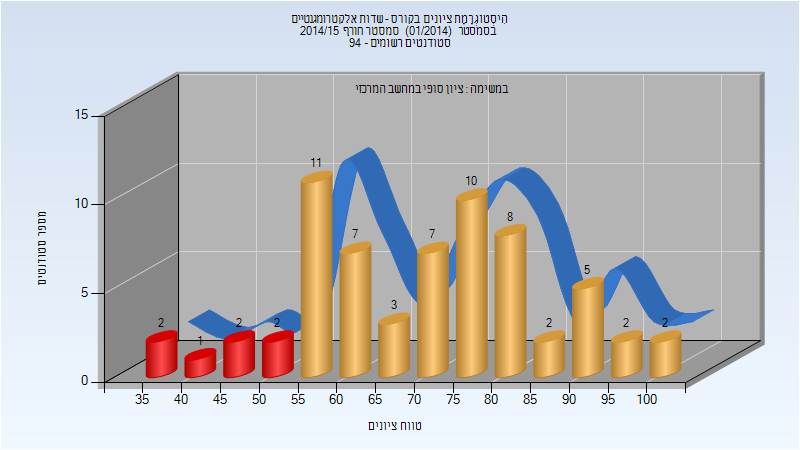 היסטוגרמת ציונים בקורס - שדות אלקטרומגנטיים
בסמסטר (01/2014) סמסטר חורף 2014/15
סטודנטים רשומים - 94
במשימה : ציון סופי במחשב המרכזי
15
10
5
0
מספר סטודנטים
2
1
2
2
11
7
3
7
10
8
2
5
2
2
35 40 45 50 55 60 65 70 75 80 85 90 95 100
טווח ציונים